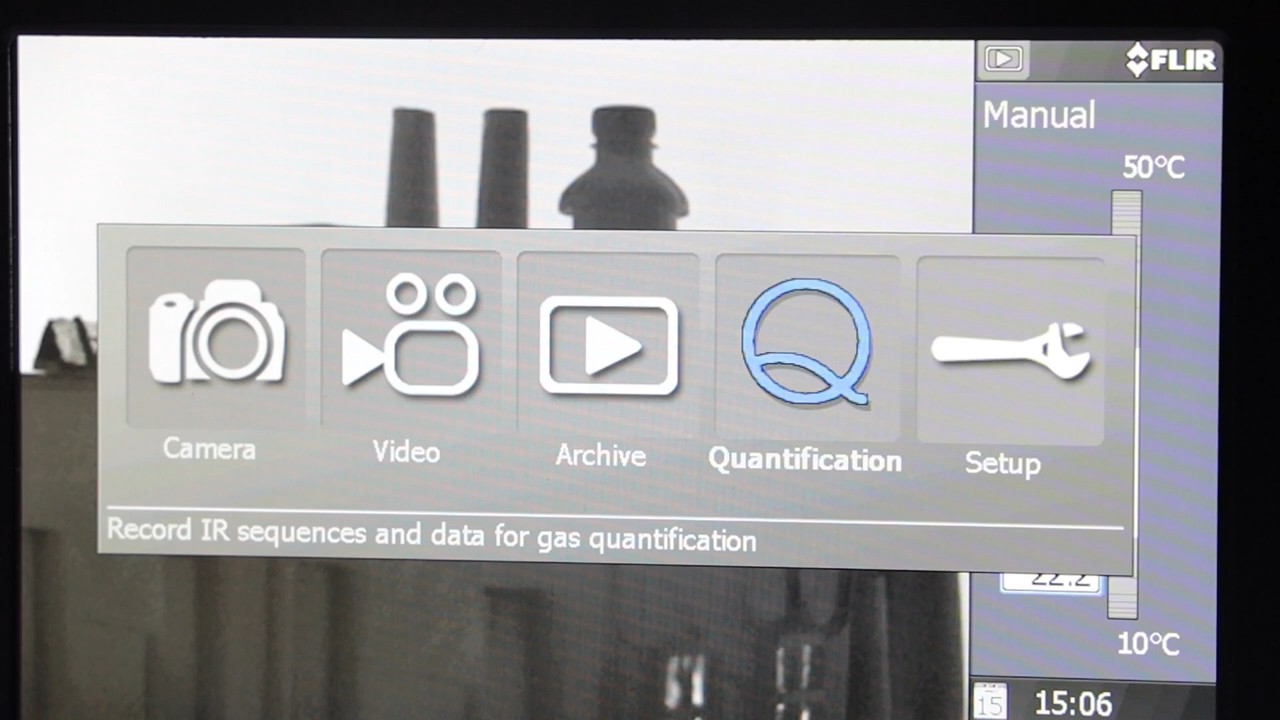 FLIR
Manual
50°C
Camera Video Archive Quantification Setup
Record IR sequences and data for gas quantification
22.2
10°C
15 15:06